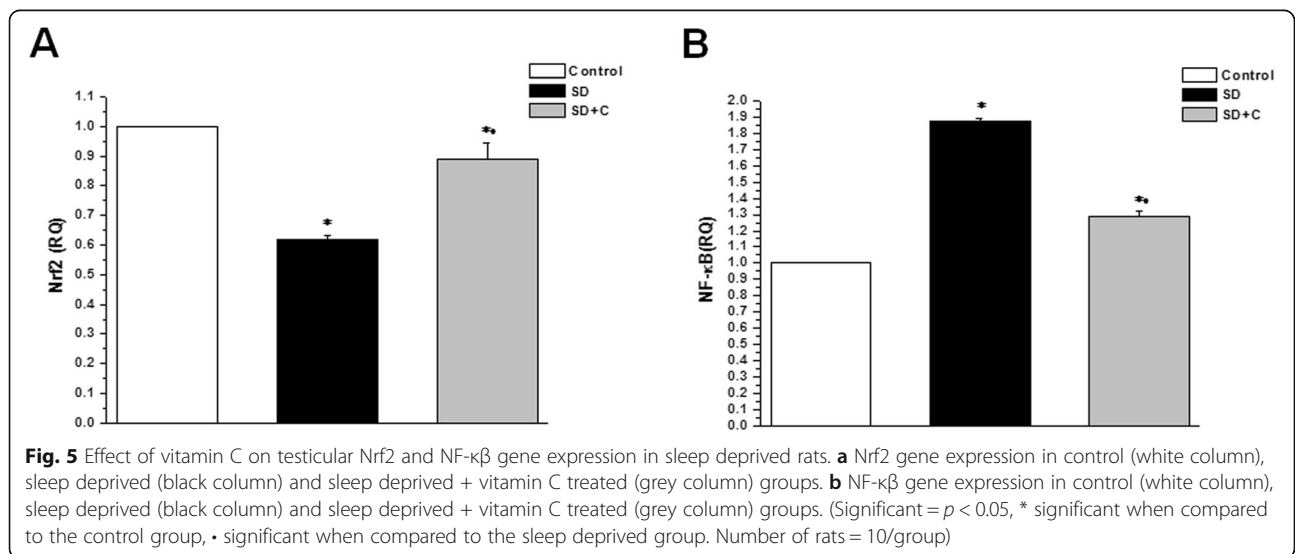 A
Control
SD
SD+C
1.1
1.0
0.9
0.8
0.7
0.6
0.5
0.4
0.3
0.2
0.1
0.0
Nrf2 (RQ)
*
*•
B
Control
SD
SD+C
2.0
1.9
1.8
1.7
1.6
1.5
1.4
1.3
1.2
1.1
1.0
0.9
0.8
0.7
0.6
0.5
0.4
0.3
0.2
0.1
0.0
NF-κB(RQ)
*
*•
Fig. 5 Effect of vitamin C on testicular Nrf2 and NF-κβ gene expression in sleep deprived rats. a Nrf2 gene expression in control (white column),
sleep deprived (black column) and sleep deprived + vitamin C treated (grey column) groups. b NF-κβ gene expression in control (white column),
sleep deprived (black column) and sleep deprived + vitamin C treated (grey column) groups. (Significant = p < 0.05, * significant when compared
to the control group, • significant when compared to the sleep deprived group. Number of rats = 10/group)